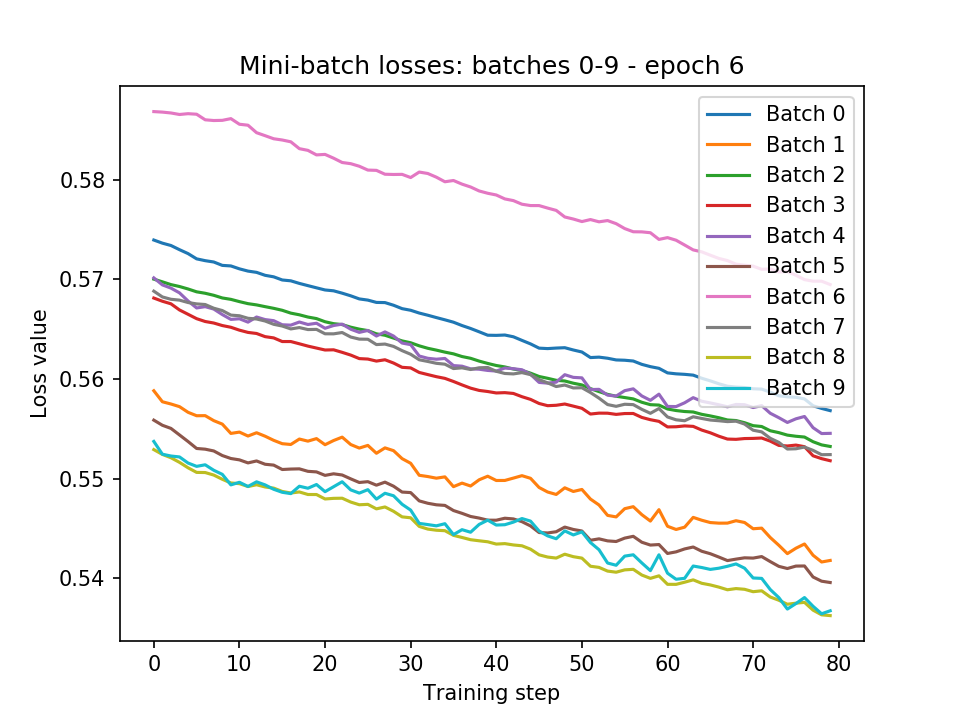 Mini-batch losses: batches 0-9 - epoch 6
Batch 0
Batch 1
Batch 2
Batch 3
Batch 4
Batch 5
Batch 6
Batch 7
Batch 8
Batch 9
Loss value
0.58
0.57
0.56
0.55
0.54
0 10 20 30 40 50 60 70 80
Training step